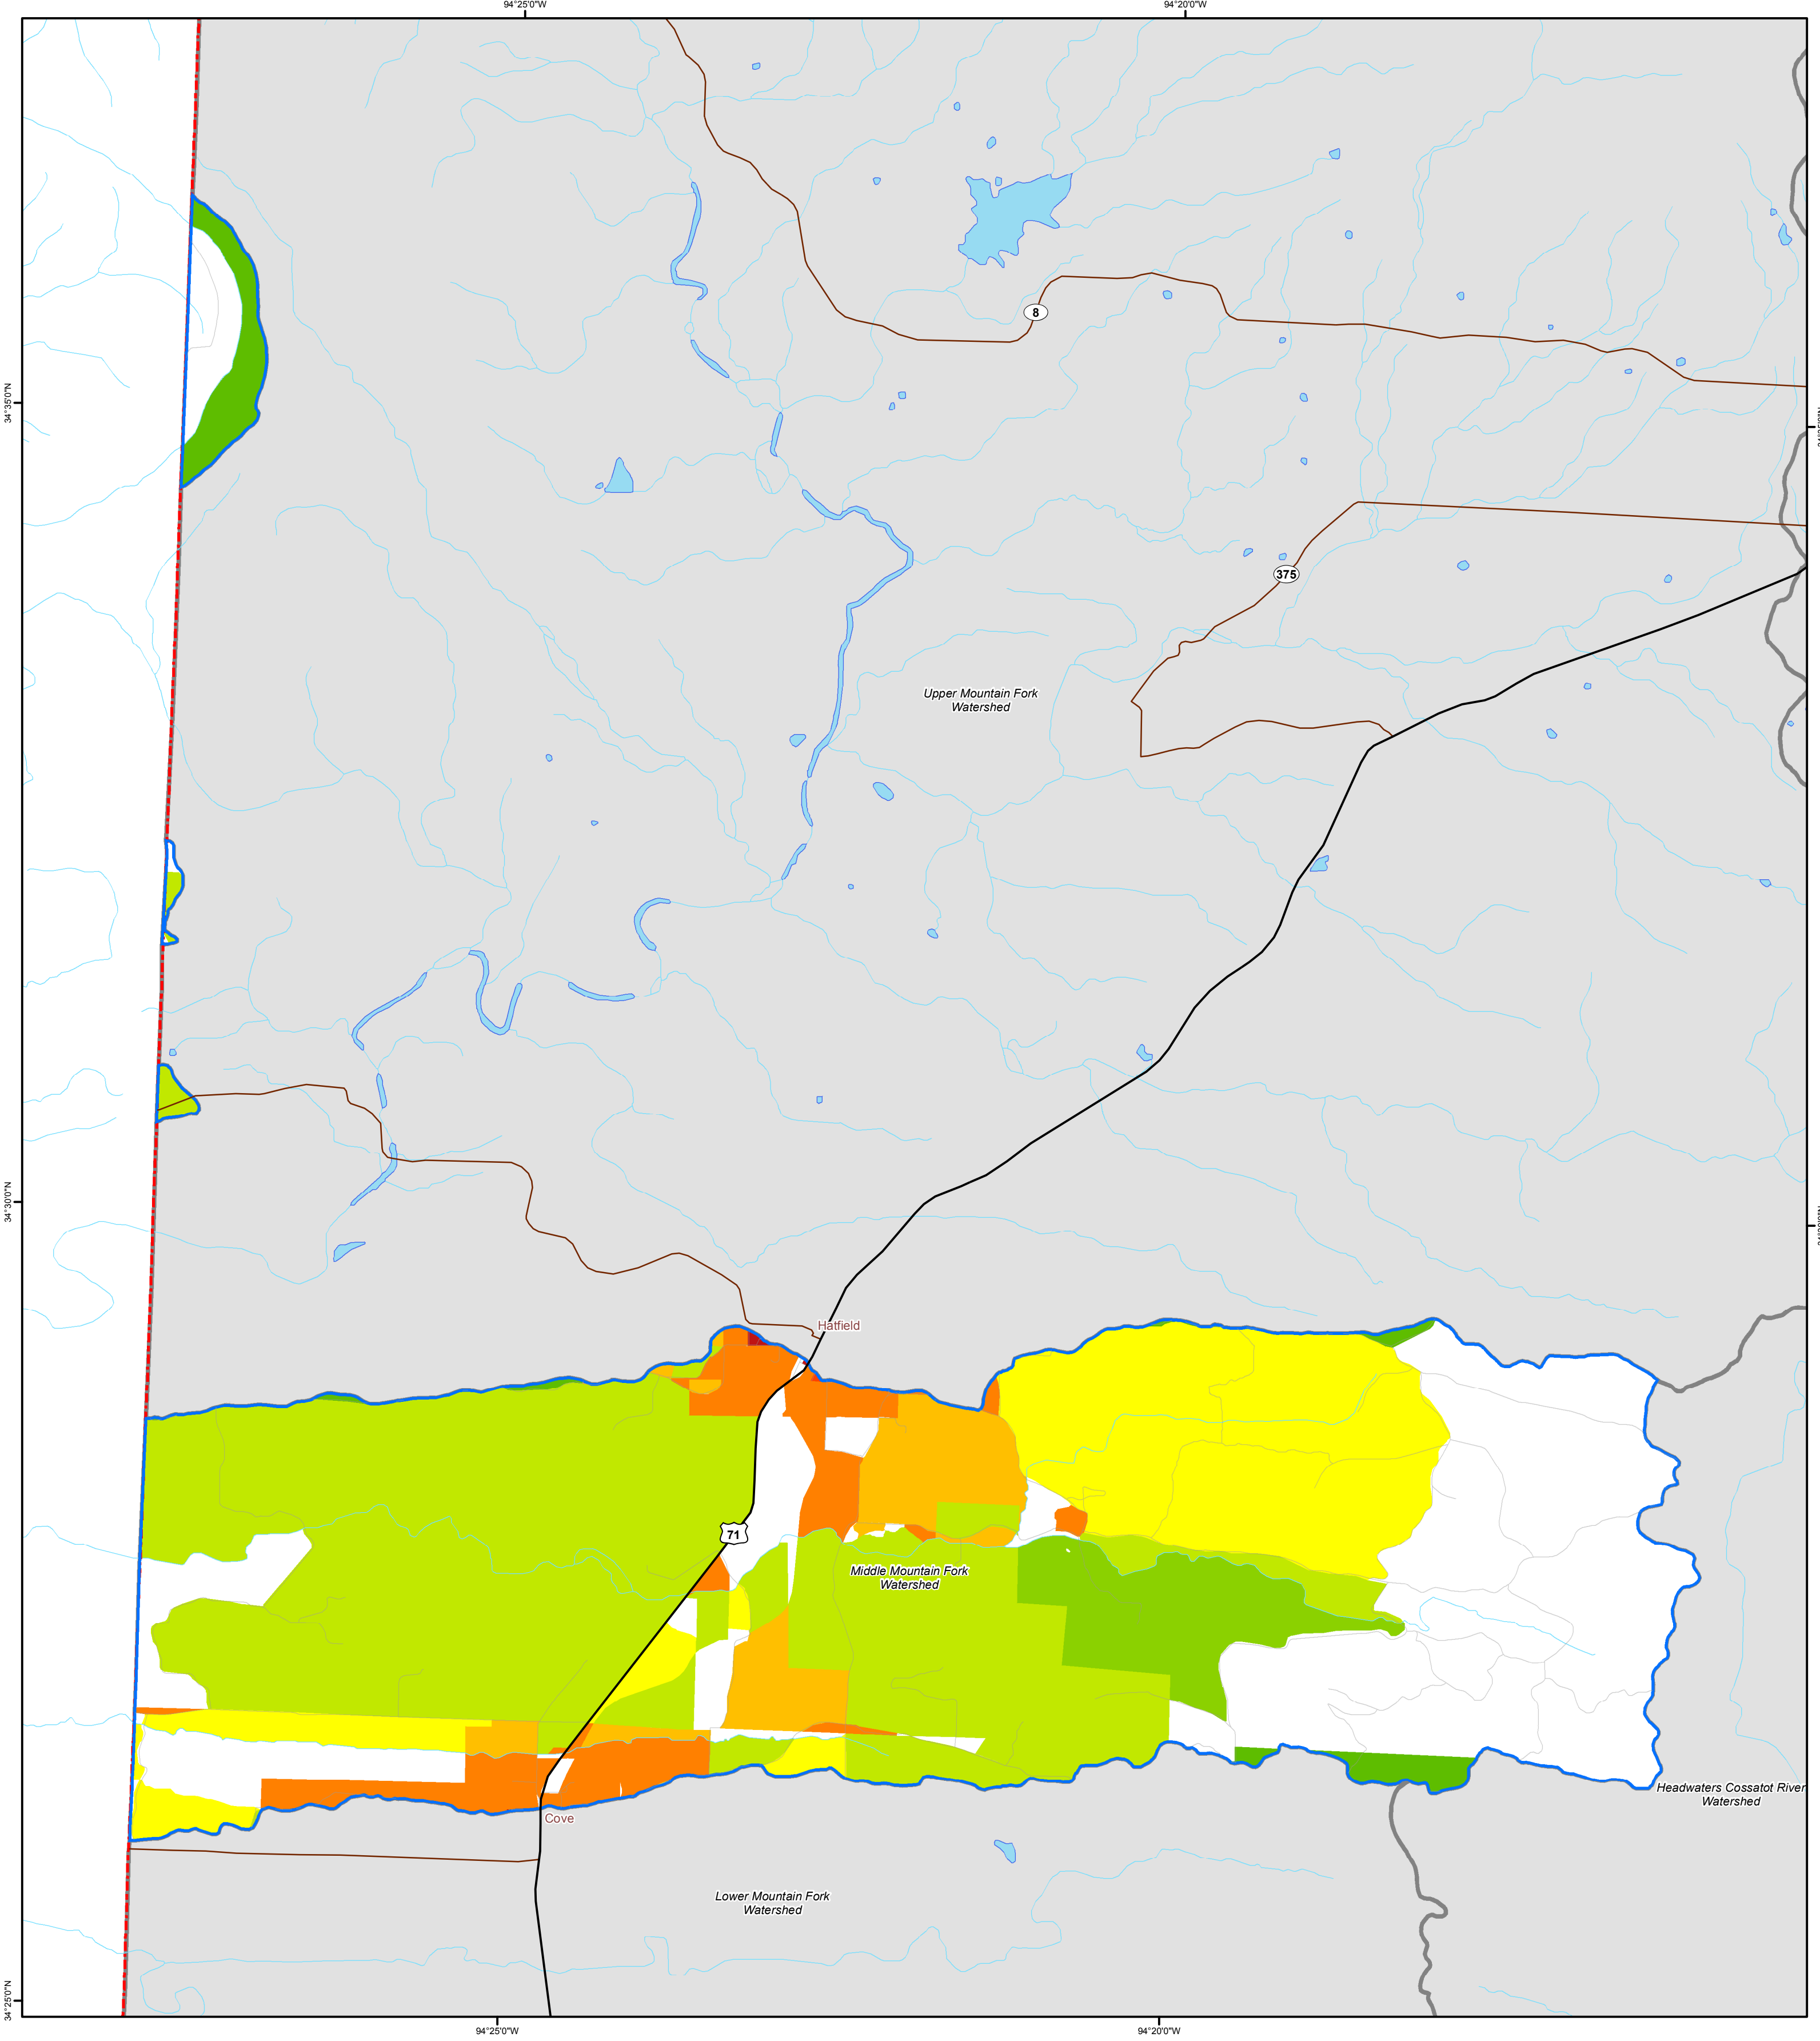 94°25'0"W
94°20'0"W
8
34°35'0"N
375
Upper Mountain Fork
Watershed
34°30'0"N
Hatfield
71
Middle Mountain Fork
Watershed
Headwaters Cossatot River
Watershed
Cove
Lower Mountain Fork
Watershed
34°25'0"N
94°25'0"W
94°20'0"W